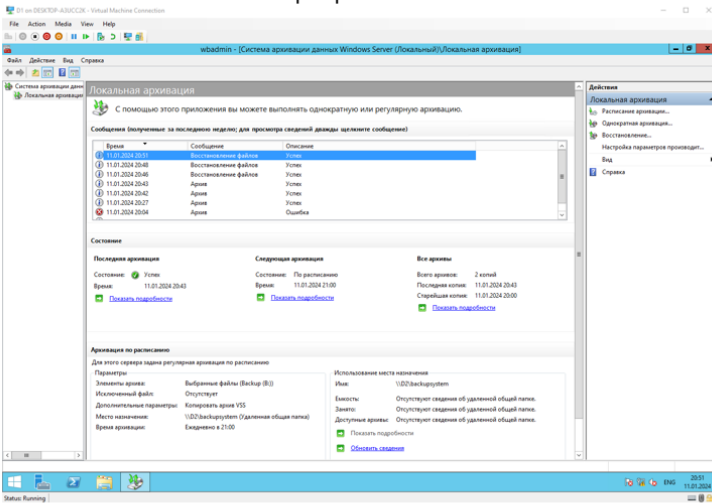 D1 on DESKTOP-A3UCC2K - Virtual Machine Connection
File Action Media View Help
wbadmin - [Система архивации данных Windows Server (Локальный)\Локальная архивация]
Файл Действие Вид Справка
Система архивации данн
Локальная архиваци
Локальная архивация
С помощью этого приложения вы можете выполнять однократную или регулярную архивацию.
Сообщения (полученные за последнюю неделю; для просмотра сведений дважды щелкните сообщение)
Время Сообщение Описание
11.01.2024 20:51 Восстановление файлов Успех
11.01.2024 20:48 Восстановление файлов Успех
11.01.2024 20:46 Восстановление файлов Успех
11.01.2024 20:43 Архив Успех
11.01.2024 20:42 Архив Успех
11.01.2024 20:27 Архив Успех
11.01.2024 20:04 Архив Ошибка
Состояние
Последняя архивация
Состояние: Успех
Время: 11.01.2024 20:43
Показать подробности
Следующая архивация
Состояние: По расписанию
Время: 11.01.2024 21:00
Показать подробности
Все архивы
Всего архивов: 2 копий
Последняя копия: 11.01.2024 20:43
Старейшая копия: 11.01.2024 20:00
Показать подробности
Архивация по расписанию
Для этого сервера задана регулярная архивация по расписанию
Параметры
Элементы архива: Выбранные файлы (Backup (B:))
Исключенный файл: Отсутствует
Дополнительные параметры: Копировать архив VSS
Место назначения: \\D2\backupsystem (Удаленная общая папка)
Время архивации: Ежедневно в 21:00
Использование места назначения
Имя: \\D2\backupsystem
Емкость: Отсутствуют сведения об удаленной общей папке.
Занято: Отсутствуют сведения об удаленной общей папке.
Доступные архивы: Отсутствуют сведения об удаленной общей папке.
Показать подробности
Обновить сведения
Действия
Локальная архивация
Расписание архивации...
Однократная архивация...
Восстановление...
Настройка параметров производит...
Вид
Справка
ENG
20:51
11.01.2024
Status: Running